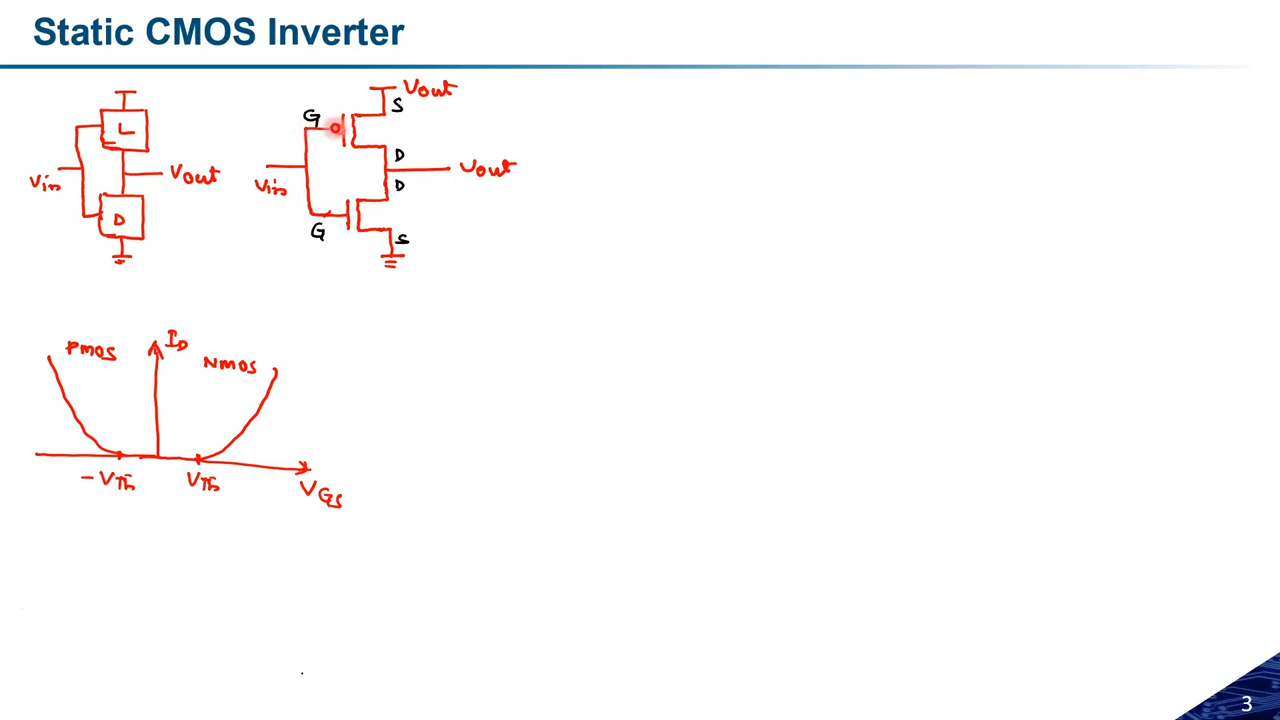 Static CMOS Inverter
L
Vin
Vout
D
Vout
S
G
D
Vout
D
Vin
G
S
PMOS
ID
NMOS
-VTh
VTh
VGS
3